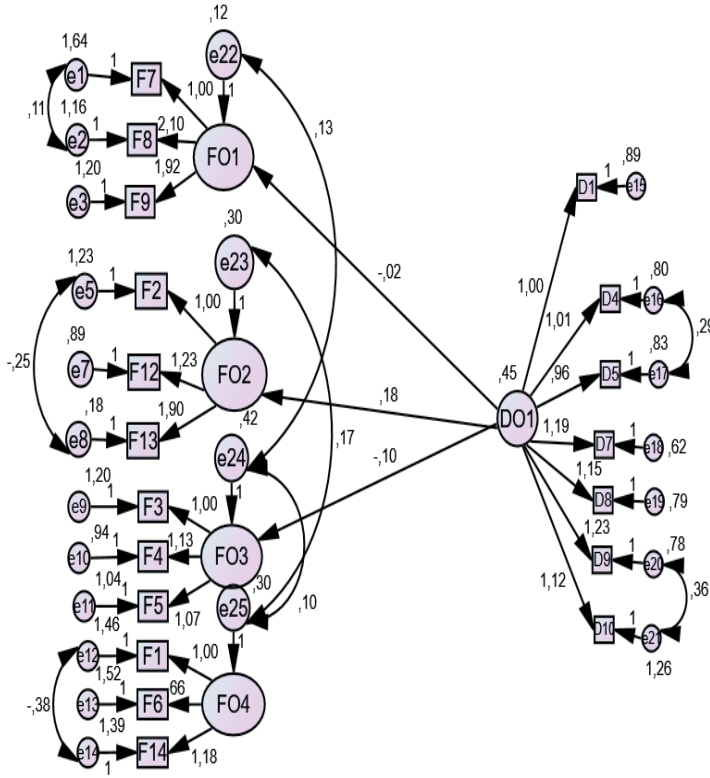 ,12
1,64
e22
e1
1
F7
1,00
1
,11
1,16
,13
e2
1
F8
2,10
FO1
1,20
1,92
e3
1
F9
,89
D1
1
e15
,30
-,02
1,23
e23
1,00
,80
e5
1
F2
1,00
1
D4
1
e16
1,01
,29
,89
,83
-,25
e7
1
F12
1,23
FO2
,45
,96
D5
1
e17
,18
1,90
,18
,42
DO1
1,19
e8
1
F13
,17
D7
1
e18
,62
e24
-,10
1,15
1,20
e9
1
F3
1,00
1
D8
1
e19
,79
,94
1,23
e10
1
F4
1,13
FO3
,78
D9
1
e20
1,04
,30
1,12
,36
e11
1
F5
1,07
e25
,10
1,46
D10
1
e21
e12
1
F1
1,00
1
1,26
1,52
-,38
e13
1
F6
66
FO4
1,39
e14
1
F14
1,18